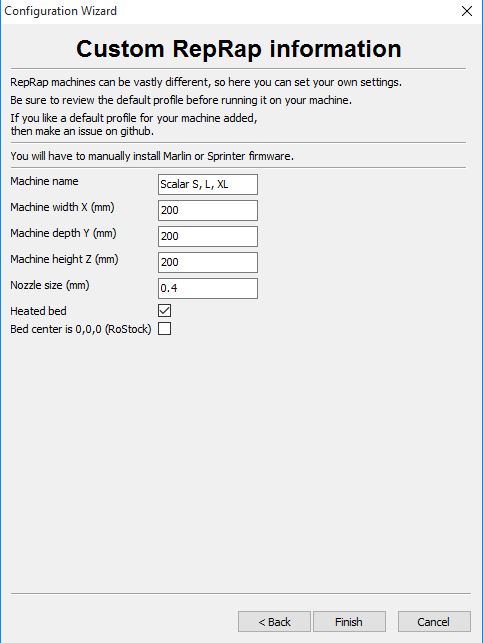 Configuration Wizard
Custom RepRap information
RepRap machines can be vastly different, so here you can set your own settings.
Be sure to review the default profile before running it on your machine.
If you like a default profile for your machine added,
then make an issue on github.
You will have to manually install Marlin or Sprinter firmware.
Machine name Scalar S, L, XL
Machine width X (mm) 200
Machine depth Y (mm) 200
Machine height Z (mm) 200
Nozzle size (mm) 0.4
Heated bed
Bed center is 0,0,0 (RoStock)
< Back Finish Cancel